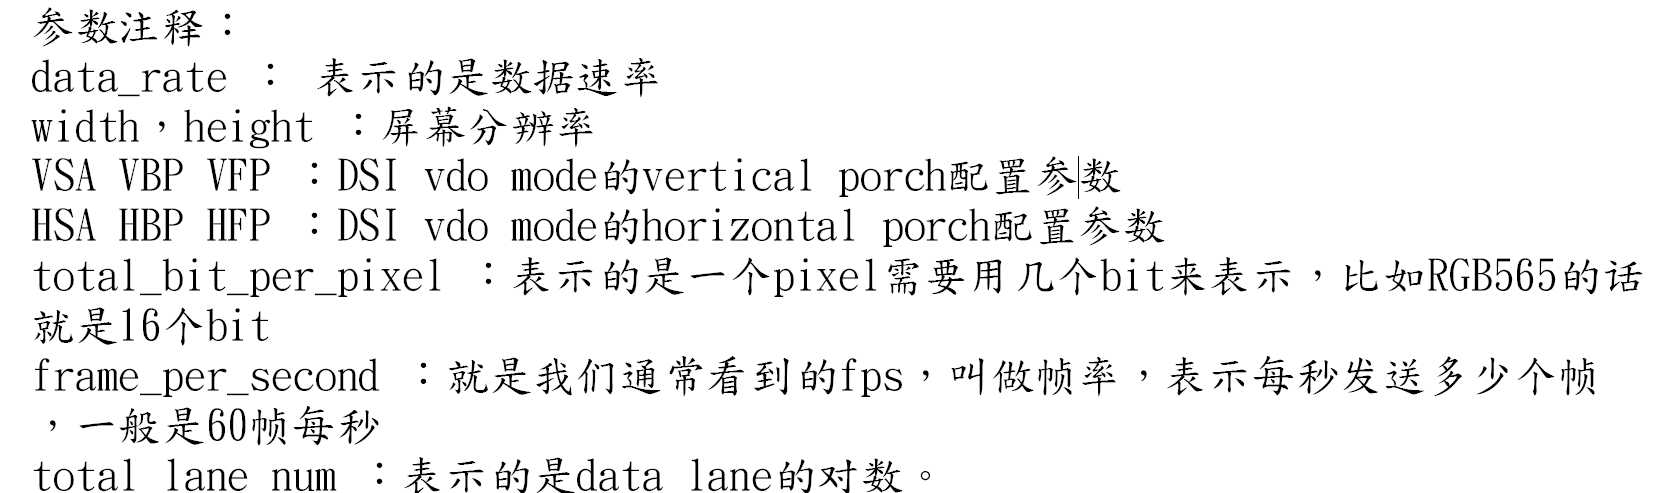 参数注释：
data_rate ： 表示的是数据速率
width，height ：屏幕分辨率
VSA VBP VFP ：DSI vdo mode的vertical porch配置参数
HSA HBP HFP ：DSI vdo mode的horizontal porch配置参数
total_bit_per_pixel ：表示的是一个pixel需要用几个bit来表示，比如RGB565的话
就是16个bit
frame_per_second ：就是我们通常看到的fps，叫做帧率，表示每秒发送多少个帧
，一般是60帧每秒
total lane num ：表示的是data lane的对数。